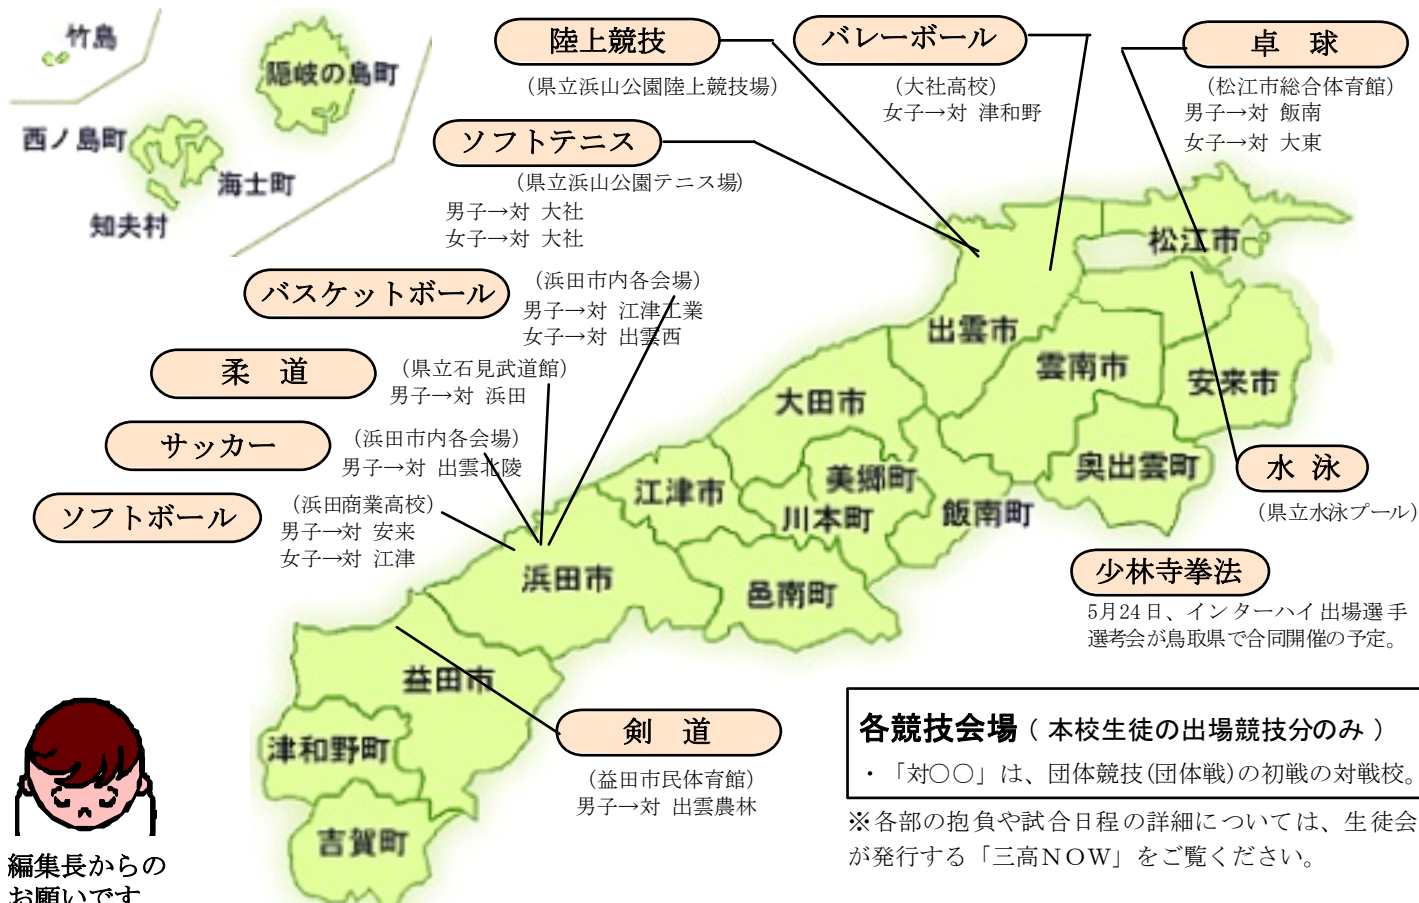 竹島
隠岐の島町
西ノ島町
海士町
知夫村
陸上競技
(県立浜山公園陸上競技場)
バレーボール
(大社高校)
女子→対 津和野
卓 球
(松江市総合体育館)
男子→対 飯南
女子→対 大東
ソフトテニス
(県立浜山公園テニス場)
男子→対 大社
女子→対 大社
バスケットボール
(浜田市内各会場)
男子→対 江津工業
女子→対 出雲西
柔 道
(県立石見武道館)
男子→対 浜田
サッカー
(浜田市内各会場)
男子→対 出雲北陵
ソフトボール
(浜田商業高校)
男子→対 安来
女子→対 江津
松江市
出雲市
雲南市
安来市
大田市
奥出雲町
美郷町
川本町
飯南町
江津市
浜田市
邑南町
益田市
津和野町
吉賀町
水 泳
(県立水泳プール)
少林寺拳法
5月24日、インターハイ出場選手
選考会が鳥取県で合同開催の予定。
剣 道
(益田市民体育館)
男子→対 出雲農林
各競技会場(本校生徒の出場競技分のみ)
・「対○○」は、団体競技(団体戦)の初戦の対戦校。
※各部の抱負や試合日程の詳細については、生徒会
が発行する「三高NOW」をご覧ください。
編集長からの
お願いです